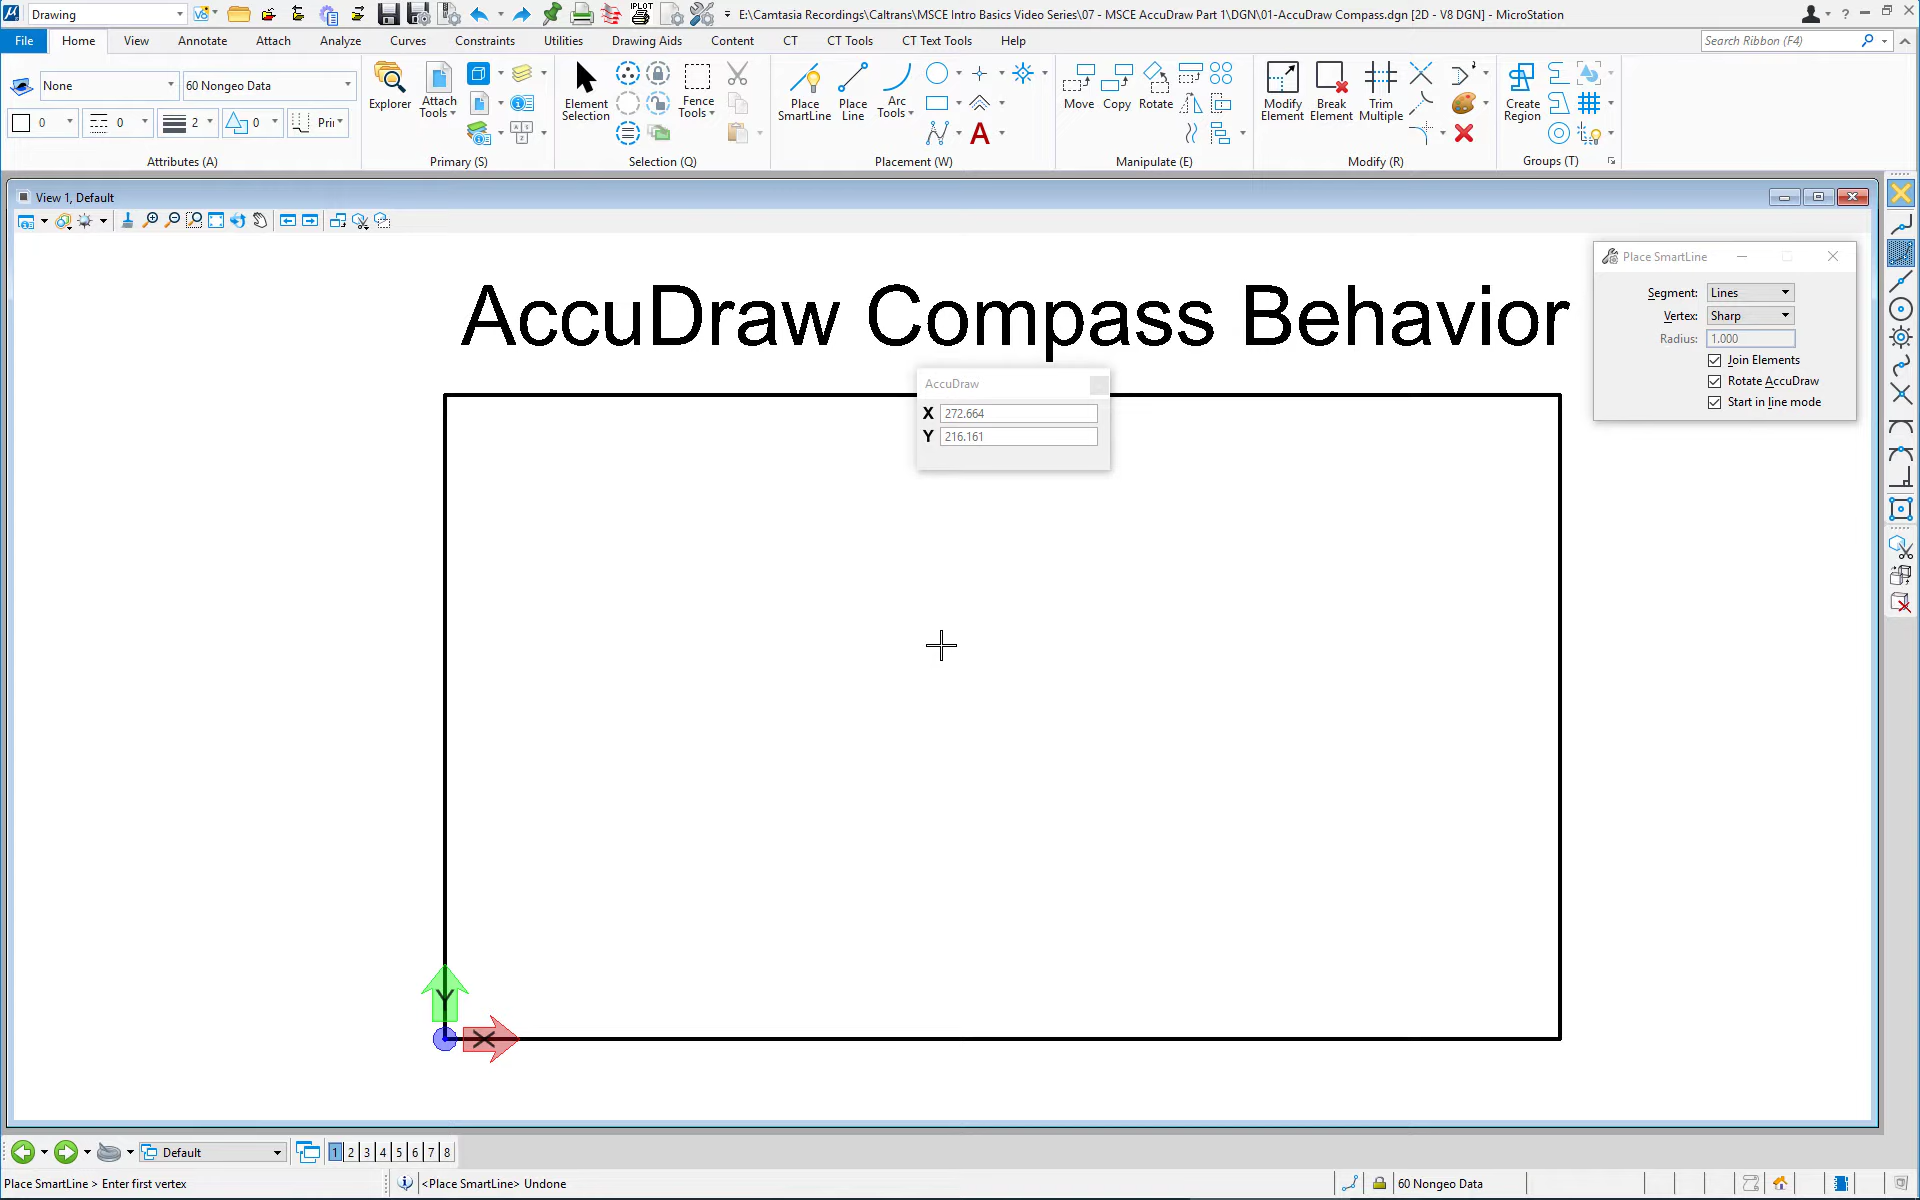 Drawing
E:\Camtasia Recordings\Caltrans\MSCE Intro Basics Video Series\07 - MSCE AccuDraw Part 1\DGN\01-AccuDraw Compass.dgn [2D - V8 DGN] - MicroStation
File Home View Annotate Attach Analyze Curves Constraints Utilities Drawing Aids Content CT CT Tools CT Text Tools Help
Search Ribbon (F4)
None 60 Nongeo Data
0 0 2 0 Pri
Attributes (A)
Explorer
Attach Tools
Primary (S)
Element Selection
Fence Tools
Selection (Q)
Place SmartLine
Place Line
Arc Tools
Placement (W)
Move Copy Rotate
Manipulate (E)
Modify Element
Break Element
Trim Multiple
Modify (R)
Create Region
Groups (T)
View 1, Default
AccuDraw Compass Behavior
Place SmartLine
Segment: Lines
Vertex: Sharp
Radius: 1.000
Join Elements
Rotate AccuDraw
Start in line mode
AccuDraw
X 272.664
Y 216.161
Y
X
Default 1 2 3 4 5 6 7 8
Place SmartLine > Enter first vertex
<Place SmartLine> Undone
60 Nongeo Data